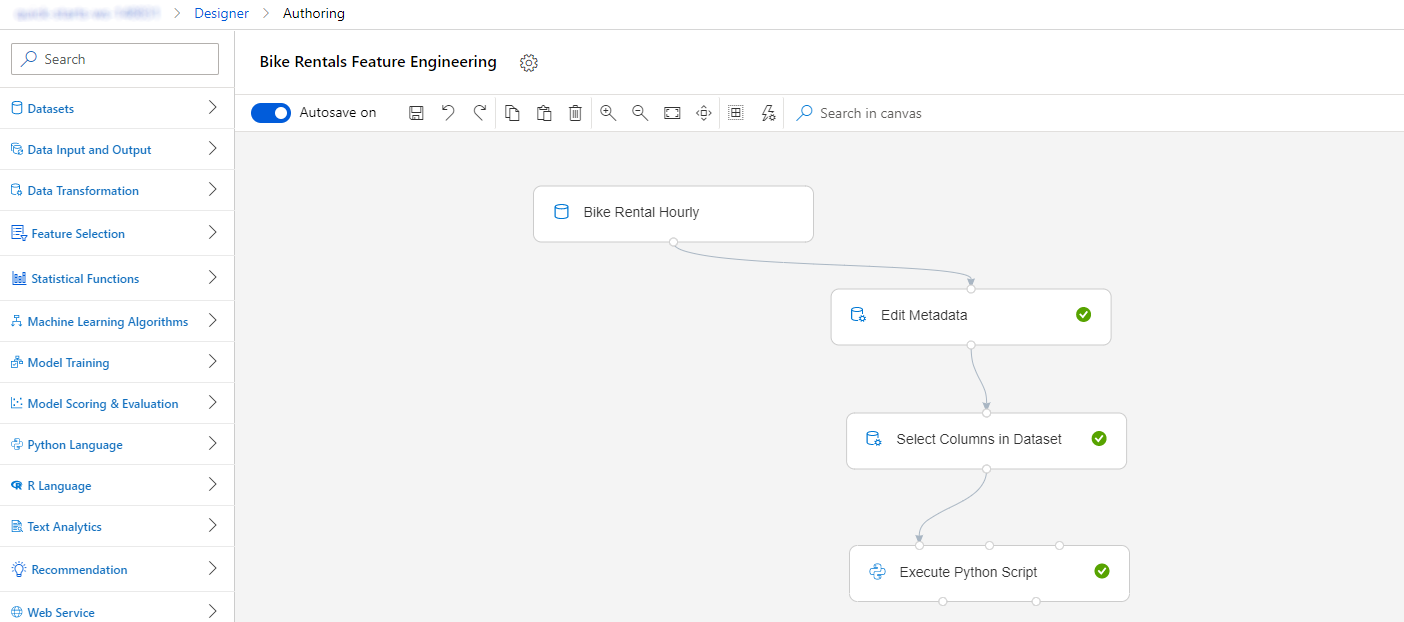 Designer > Authoring
Search
Bike Rentals Feature Engineering
Autosave on
Search in canvas
Datasets
Data Input and Output
Data Transformation
Feature Selection
Statistical Functions
Machine Learning Algorithms
Model Training
Model Scoring & Evaluation
Python Language
R Language
Text Analytics
Recommendation
Web Service
Bike Rental Hourly
Edit Metadata
Select Columns in Dataset
Execute Python Script